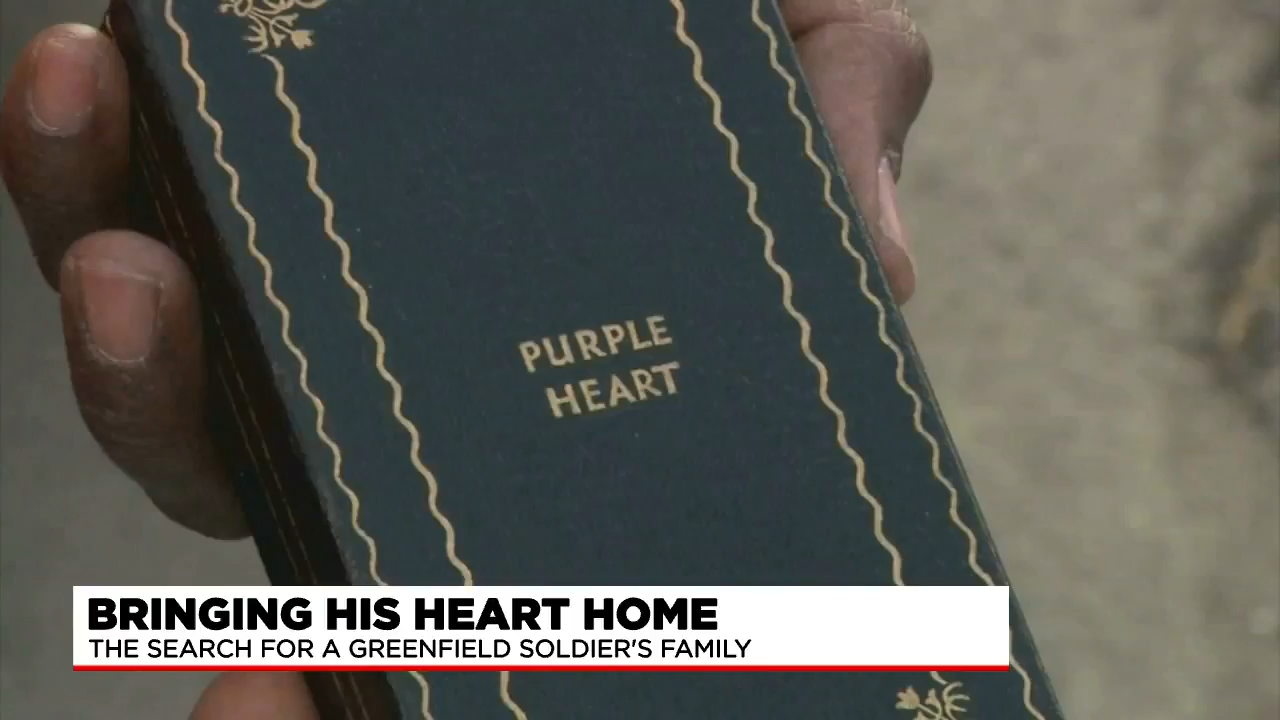 PURPLE
HEART
BRINGING HIS HEART HOME
THE SEARCH FOR A GREENFIELD SOLDIER'S FAMILY